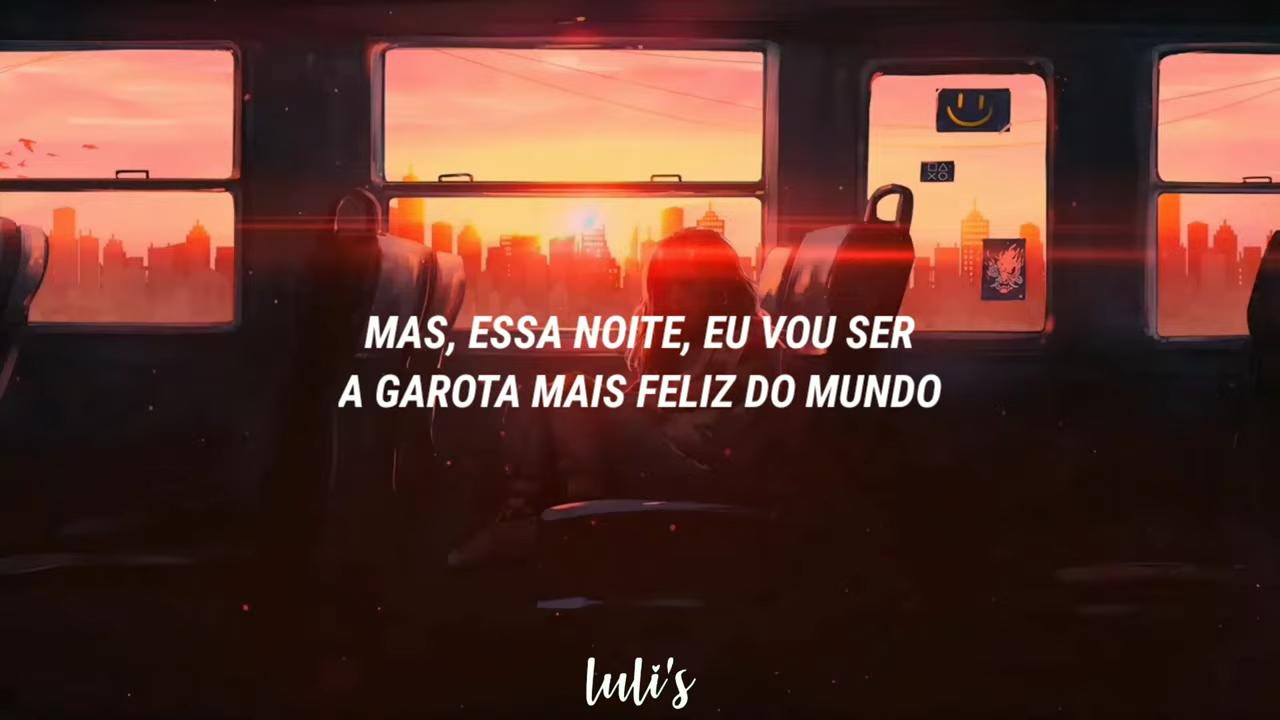 MAS, ESSA NOITE, EU VOU SER
A GAROTA MAIS FELIZ DO MUNDO
luli's